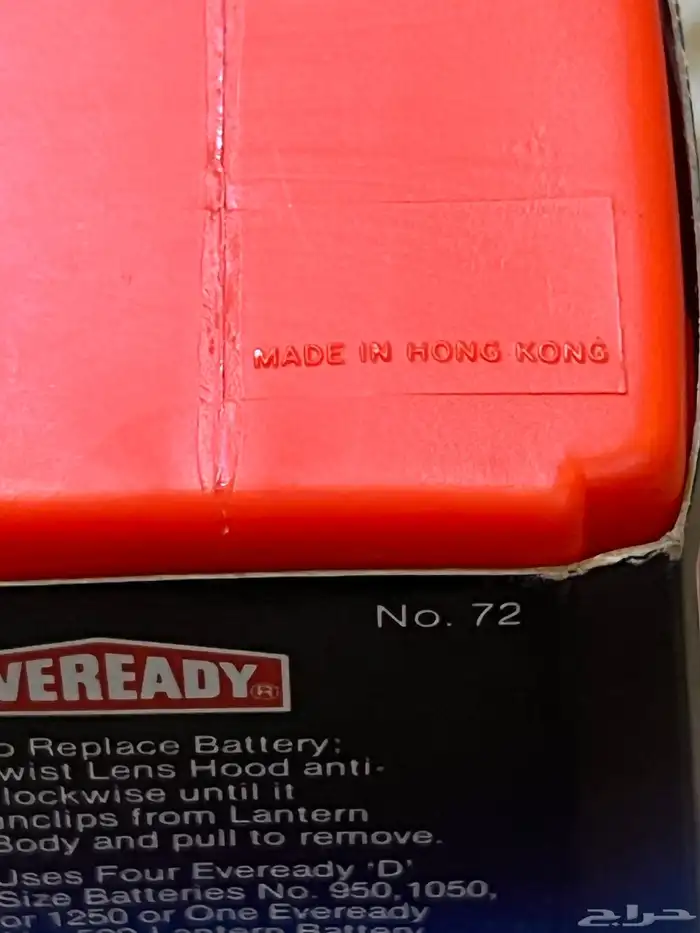 MADE IN HONG KONG
No. 72
VEREADY ®
o Replace Battery:
wist Lens Hood anti-
lockwise until it
nclips from Lantern
Body and pull to remove.
Uses Four Eveready 'D'
Size Batteries No. 950,1050,
or 1250 or One Eveready
Lantern Battery
حراج